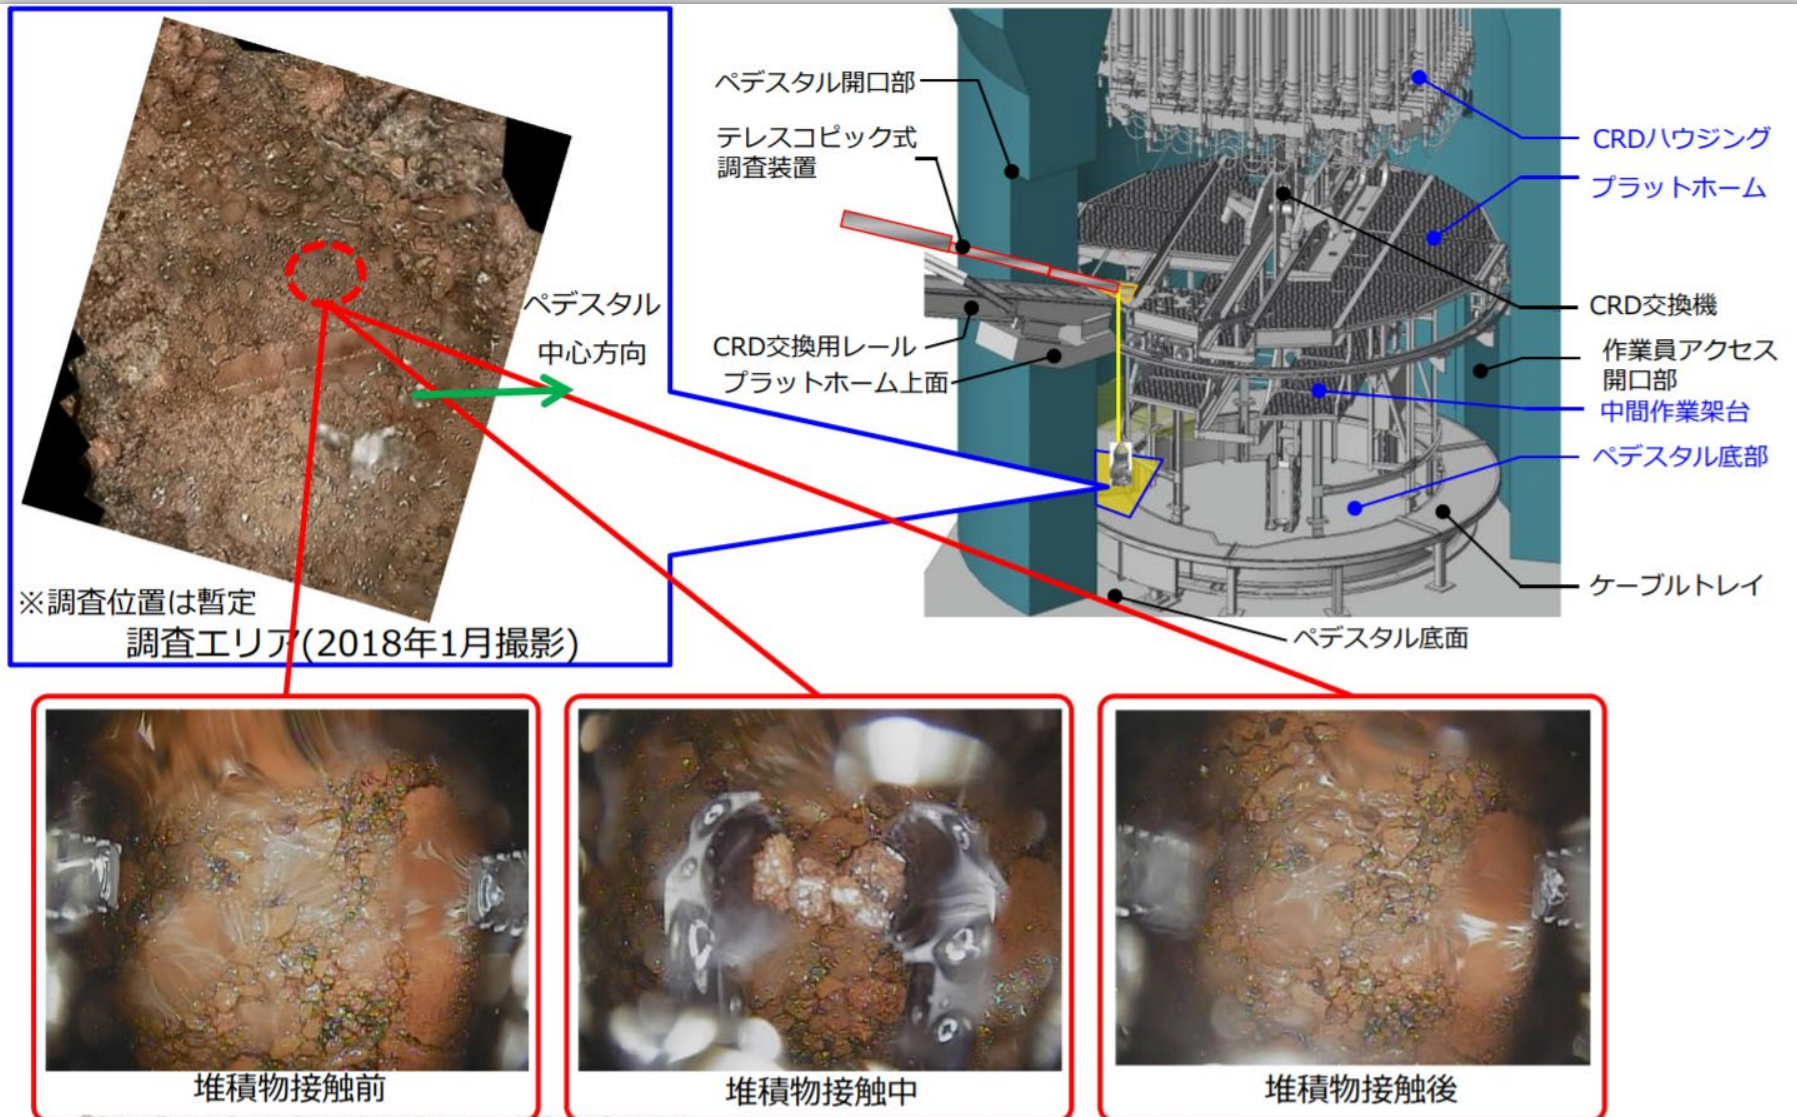 ペデスタル開口部
テレスコピック式
調査装置
CRDハウジング
プラットホーム
ペデスタル
中心方向
CRD交換用レール
プラットホーム上面
CRD交換機
作業員アクセス
開口部
中間作業架台
ペデスタル底部
ケーブルトレイ
ペデスタル底面
※調査位置は暫定
調査エリア(2018年1月撮影)
堆積物接触前
堆積物接触中
堆積物接触後